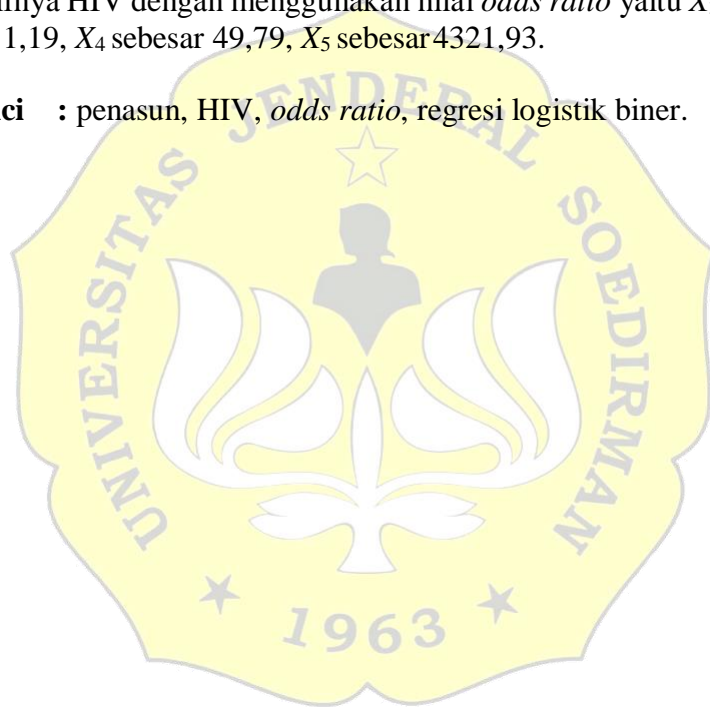 nya HIV dengan menggunakan nilai odds ratio yaitu X
1,19, X4 sebesar 49,79, X5 sebesar 4321,93.
ci : penasun, HIV, odds ratio, regresi logistik biner.
UNIVERSITAS JENDERAL SOEDIRMAN
1963